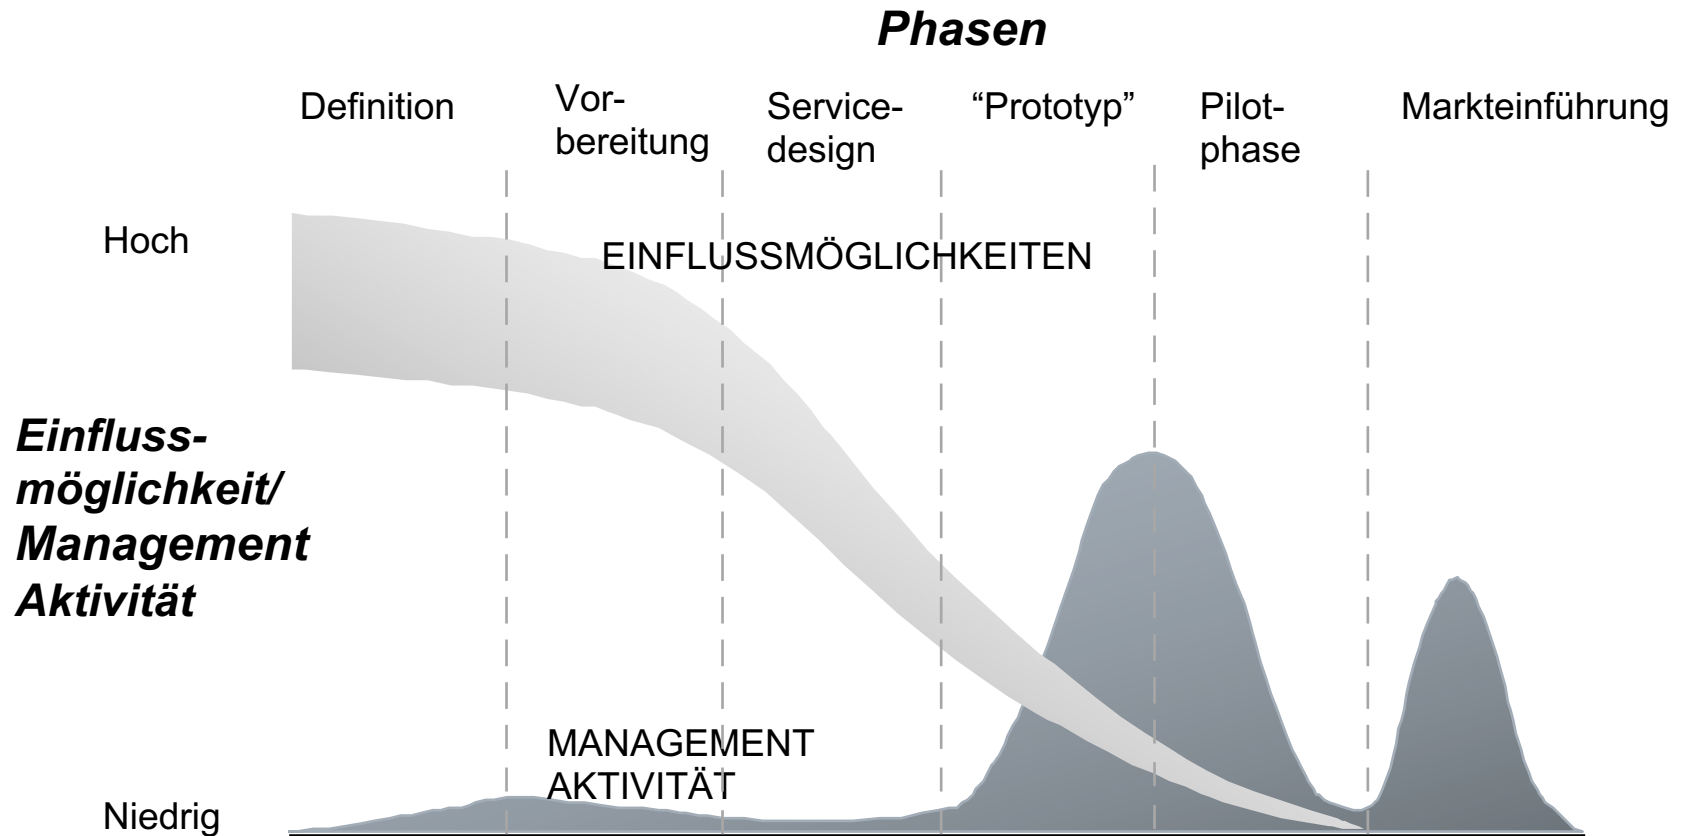 Phasen
Definition
Vor-
bereitung
Service-
design
“Prototyp”
Pilot-
phase
Markteinführung
Hoch
EINFLUSSMÖGLICHKEITEN
Einfluss-
möglichkeit/
Management
Aktivität
MANAGEMENT
AKTIVITÄT
Niedrig